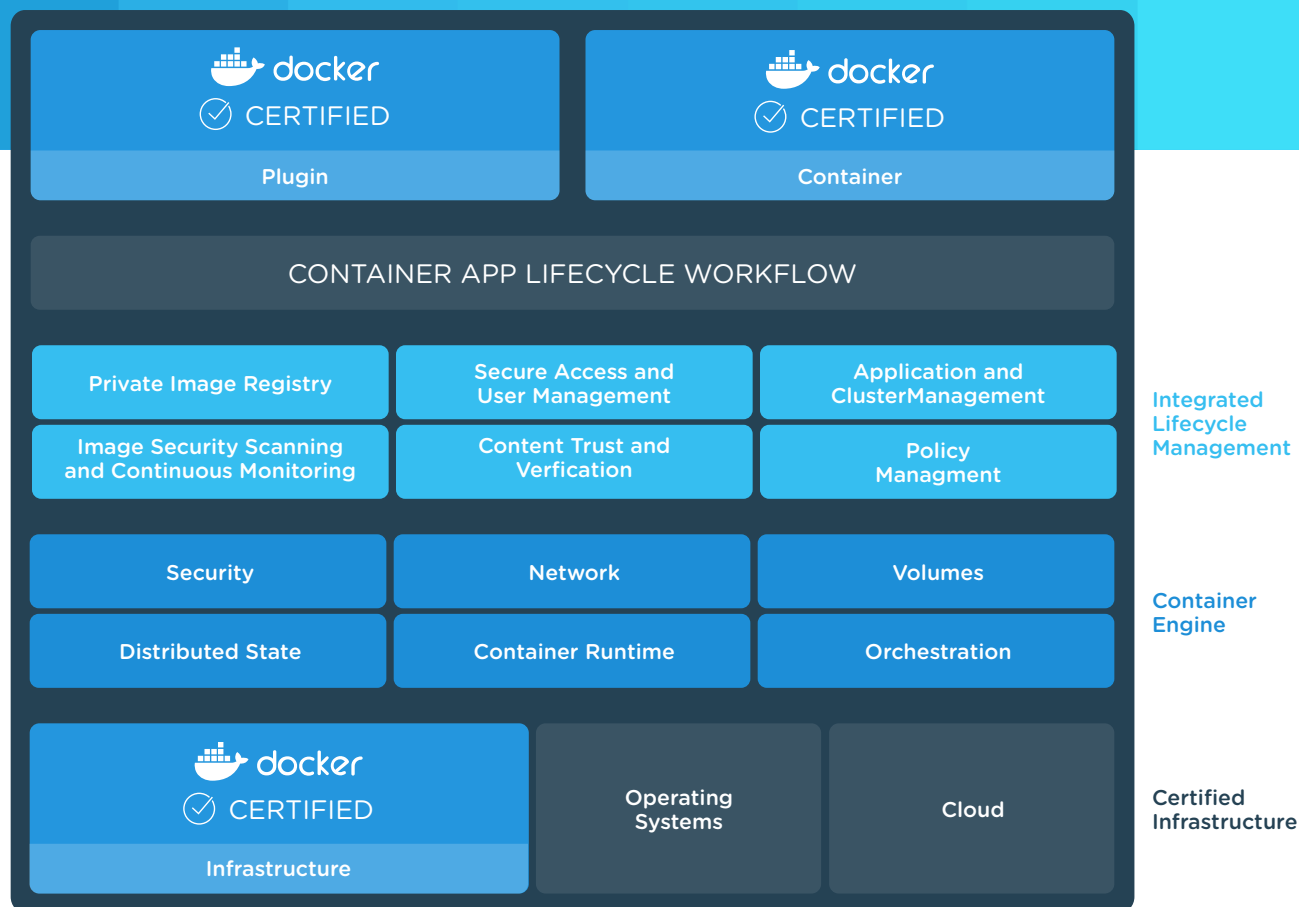 docker
CERTIFIED
Plugin
docker
CERTIFIED
Container
CONTAINER APP LIFECYCLE WORKFLOW
Private Image Registry
Secure Access and
User Management
Application and
ClusterManagement
Image Security Scanning
and Continuous Monitoring
Content Trust and
Verfication
Policy
Managment
Integrated
Lifecycle
Management
Security
Network
Volumes
Distributed State
Container Runtime
Orchestration
Container
Engine
docker
CERTIFIED
Infrastructure
Operating
Systems
Cloud
Certified
Infrastructure